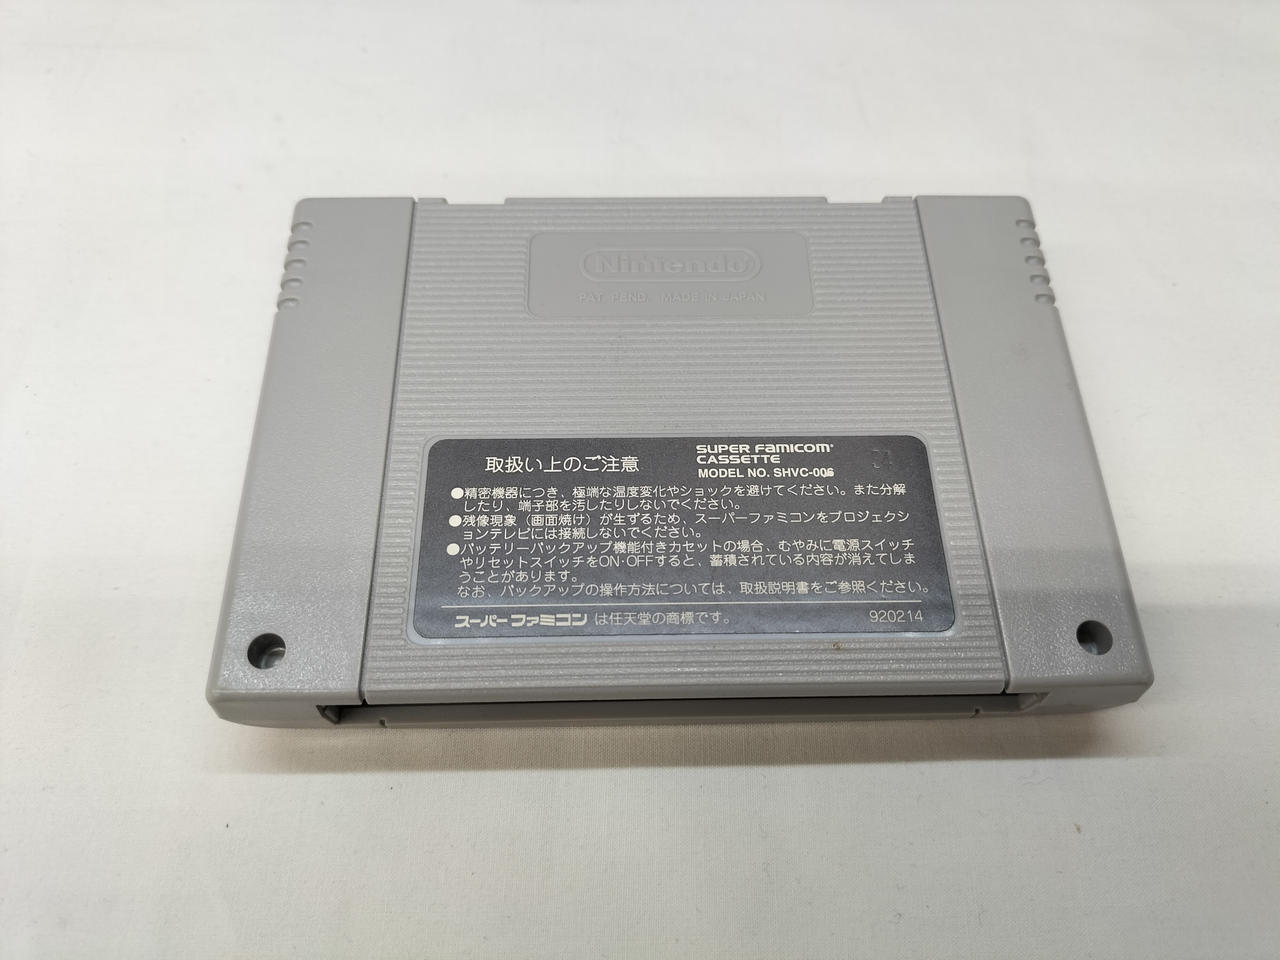 Nintendo
PAT. PEND. MADE IN JAPAN
取扱い上のご注意
SUPER FAMICOM
CASSETTE
MODEL NO. SHVC-006
●精密機器につき、極端な温度変化やショックを避けてください。また分解
したり、端子部を汚したりしないでください。
●残像現象（画面焼け）が生ずるため、スーパーファミコンをプロジェクシ
ョンテレビには接続しないでください。
●バッテリーバックアップ機能付きカセットの場合、むやみに電源スイッチ
やリセットスイッチをON・OFFすると、蓄積されている内容が消えてしま
うことがあります。
なお、バックアップの操作方法については、取扱説明書をご参照ください。
スーパーファミコン は任天堂の商標です。
920214